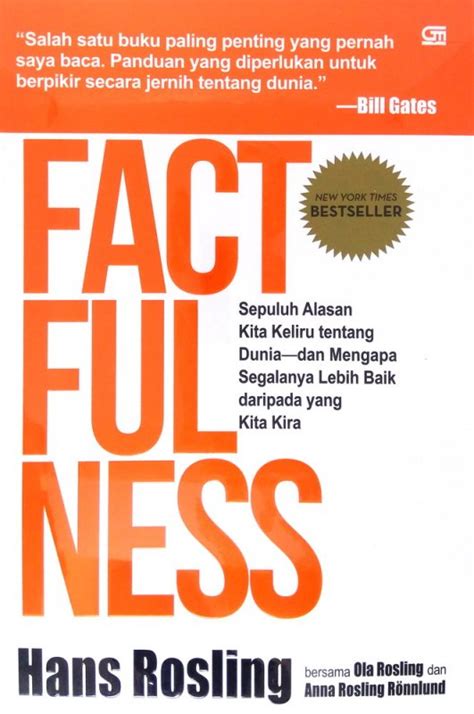 “Salah satu buku paling penting yang pernah
saya baca. Panduan yang diperlukan untuk
berpikir secara jernih tentang dunia.”
—Bill Gates
GM
FACT
FUL
NESS
NEW YORK TIMES
BESTSELLER
Sepuluh Alasan
Kita Keliru tentang
Dunia—dan Mengapa
Segalanya Lebih Baik
daripada yang
Kita Kira
Hans Rosling
bersama Ola Rosling dan
Anna Rosling Rönnlund